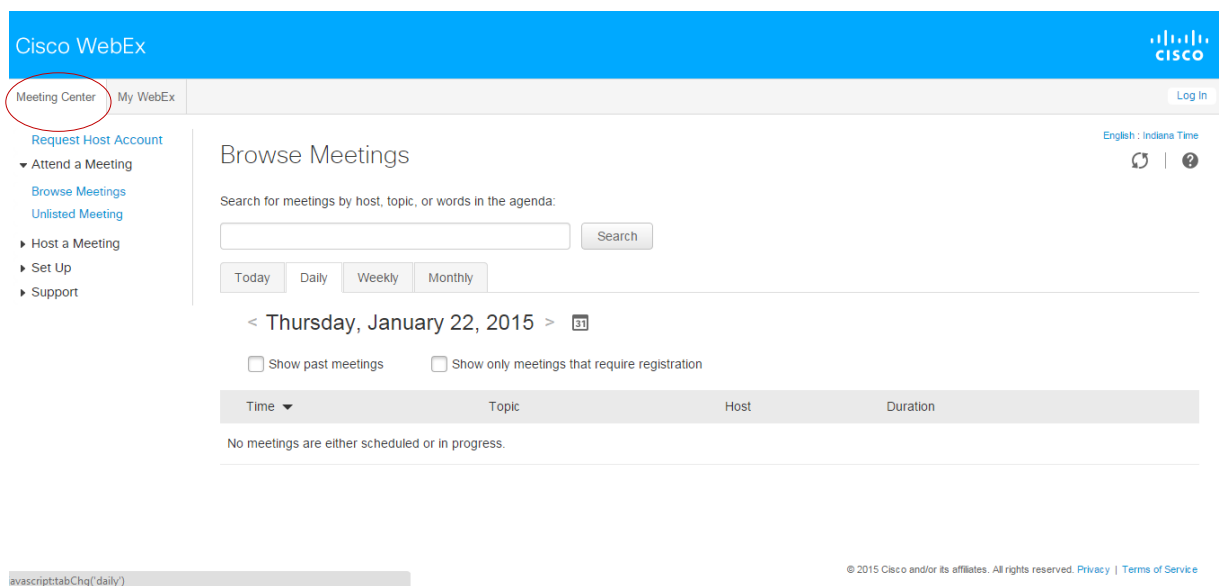 Cisco WebEx
CISCO
Meeting Center My WebEx Log In
Request Host Account
Attend a Meeting
Browse Meetings
Unlisted Meeting
Host a Meeting
Set Up
Support
English : Indiana Time
Browse Meetings
Search for meetings by host, topic, or words in the agenda:
Search
Today Daily Weekly Monthly
< Thursday, January 22, 2015 > 31
Show past meetings Show only meetings that require registration
Time Topic Host Duration
No meetings are either scheduled or in progress.
© 2015 Cisco and/or its affiliates. All rights reserved. Privacy | Terms of Service
avascript:tabChg('daily')